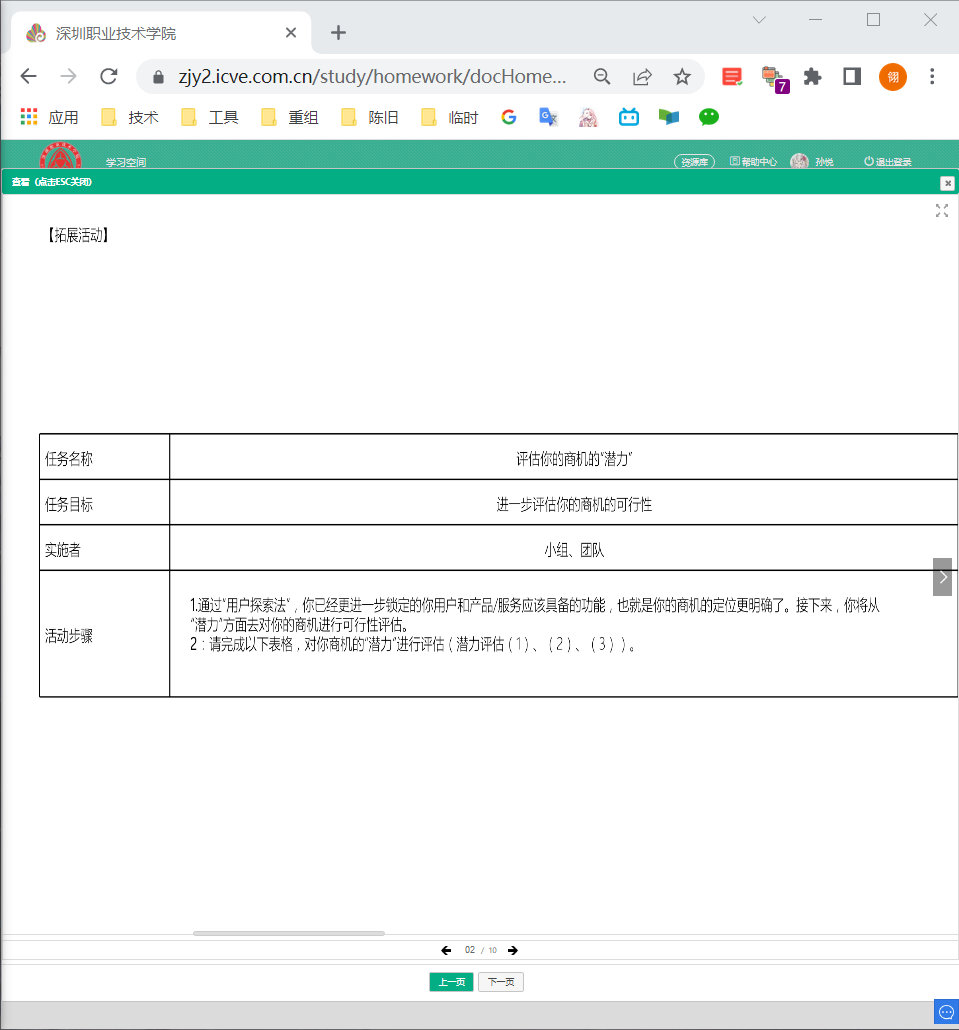 深圳职业技术学院
zjy2.icve.com.cn/study/homework/docHome...
7
翎
应用 技术 工具 重组 陈旧 临时
学习空间 资源库 帮助中心 孙悦 退出登录
查看（点击ESC关闭）
【拓展活动】
任务名称 评估你的商机的“潜力”
任务目标 进一步评估你的商机的可行性
实施者 小组、团队
活动步骤
1.通过“用户探索法”，你已经更进一步锁定的你用户和产品/服务应该具备的功能，也就是你的商机的定位更明确了。接下来，你将从
“潜力”方面去对你的商机进行可行性评估。
2：请完成以下表格，对你商机的“潜力”进行评估（潜力评估（1）、（2）、（3））。
02 / 10
上一页 下一页